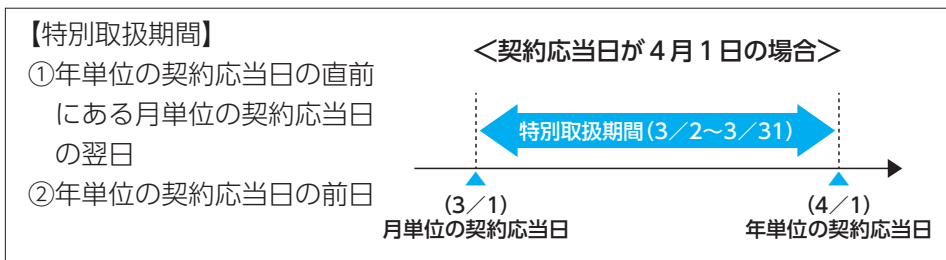 【特別取扱期間】
①年単位の契約応当日の直前
にある月単位の契約応当日
の翌日
②年単位の契約応当日の前日
＜契約応当日が４月１日の場合＞
特別取扱期間（3／2～3／31）
（3／1）
月単位の契約応当日
（4／1）
年単位の契約応当日